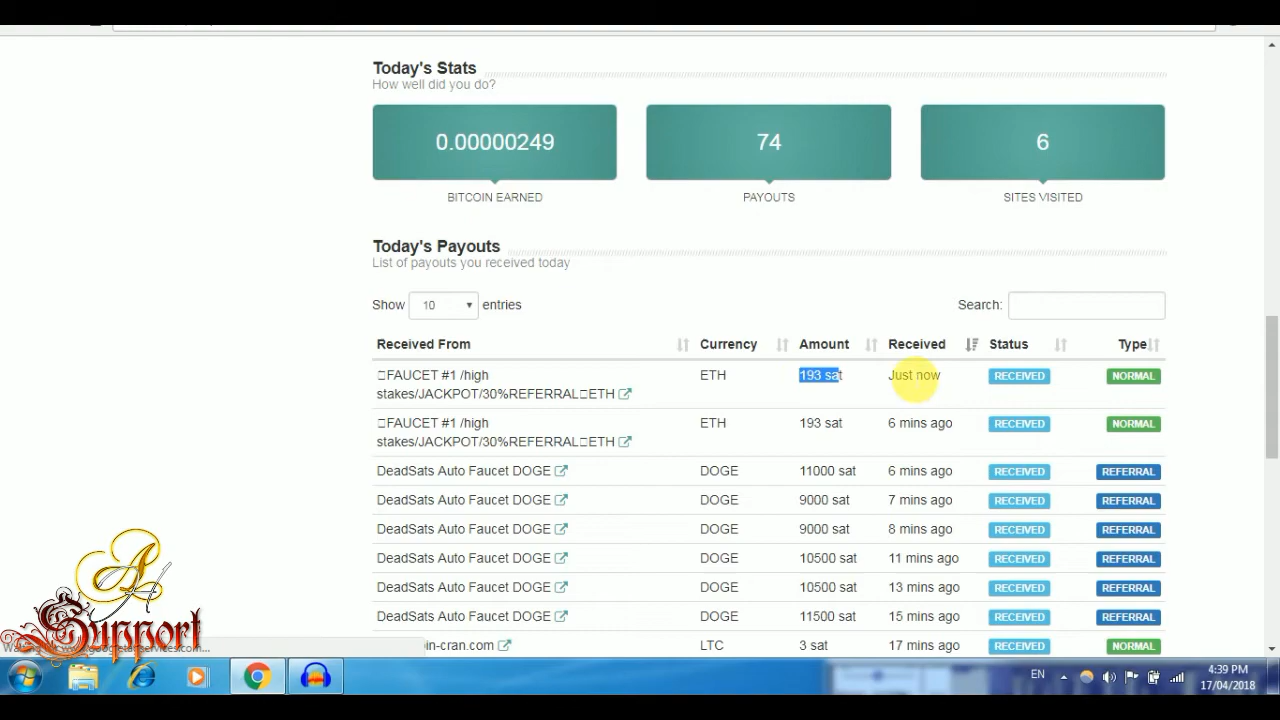 Today's Stats
How well did you do?
0.00000249 74 6
BITCOIN EARNED PAYOUTS SITES VISITED
Today's Payouts
List of payouts you received today
Show 10 entries Search:
Received From Currency Amount Received Status Type
FAUCET #1 /high ETH 193 sat Just now RECEIVED NORMAL
stakes/JACKPOT/30%REFERRAL ETH
FAUCET #1 /high ETH 193 sat 6 mins ago RECEIVED NORMAL
stakes/JACKPOT/30%REFERRAL ETH
DeadSats Auto Faucet DOGE DOGE 11000 sat 6 mins ago RECEIVED REFERRAL
DeadSats Auto Faucet DOGE DOGE 9000 sat 7 mins ago RECEIVED REFERRAL
DeadSats Auto Faucet DOGE DOGE 9000 sat 8 mins ago RECEIVED REFERRAL
DeadSats Auto Faucet DOGE DOGE 10500 sat 11 mins ago RECEIVED REFERRAL
DeadSats Auto Faucet DOGE DOGE 10500 sat 13 mins ago RECEIVED REFERRAL
DeadSats Auto Faucet DOGE DOGE 11500 sat 15 mins ago RECEIVED REFERRAL
in-cran.com LTC 3 sat 17 mins ago RECEIVED NORMAL
A
Support
EN 4:39 PM
17/04/2018